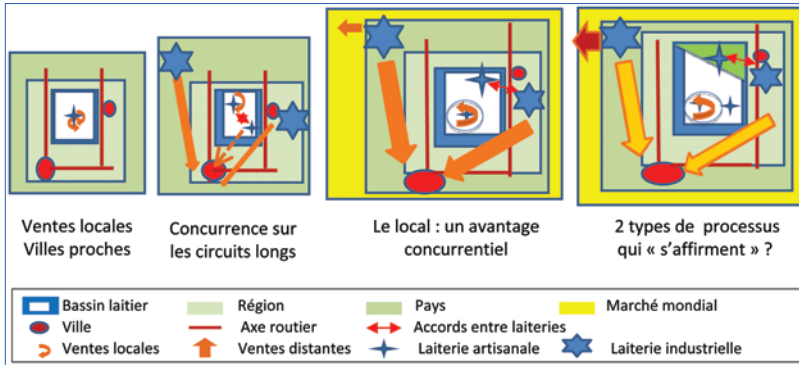 Ventes locales
Villes proches
Concurrence sur
les circuits longs
Le local : un avantage
concurrentiel
2 types de processus
qui « s'affirment » ?
Bassin laitier Région Pays Marché mondial
Ville Axe routier Accords entre laiteries
Ventes locales Ventes distantes Laiterie artisanale Laiterie industrielle